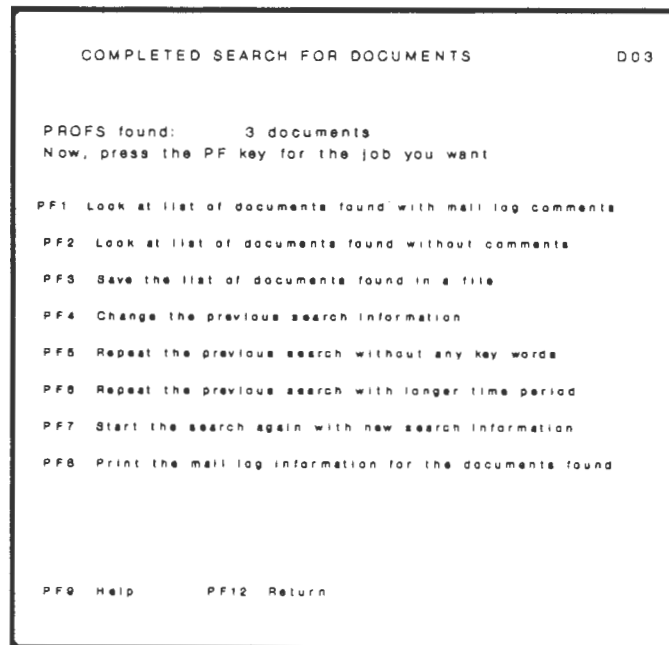 COMPLETED SEARCH FOR DOCUMENTS D03
PROFS found: 3 documents
Now, press the PF key for the job you want
PF1 Look at list of documents found with mail log comments
PF2 Look at list of documents found without comments
PF3 Save the list of documents found in a file
PF4 Change the previous search information
PF5 Repeat the previous search without any key words
PF6 Repeat the previous search with longer time period
PF7 Start the search again with new search information
PF8 Print the mail log information for the documents found
PF9 Help PF12 Return